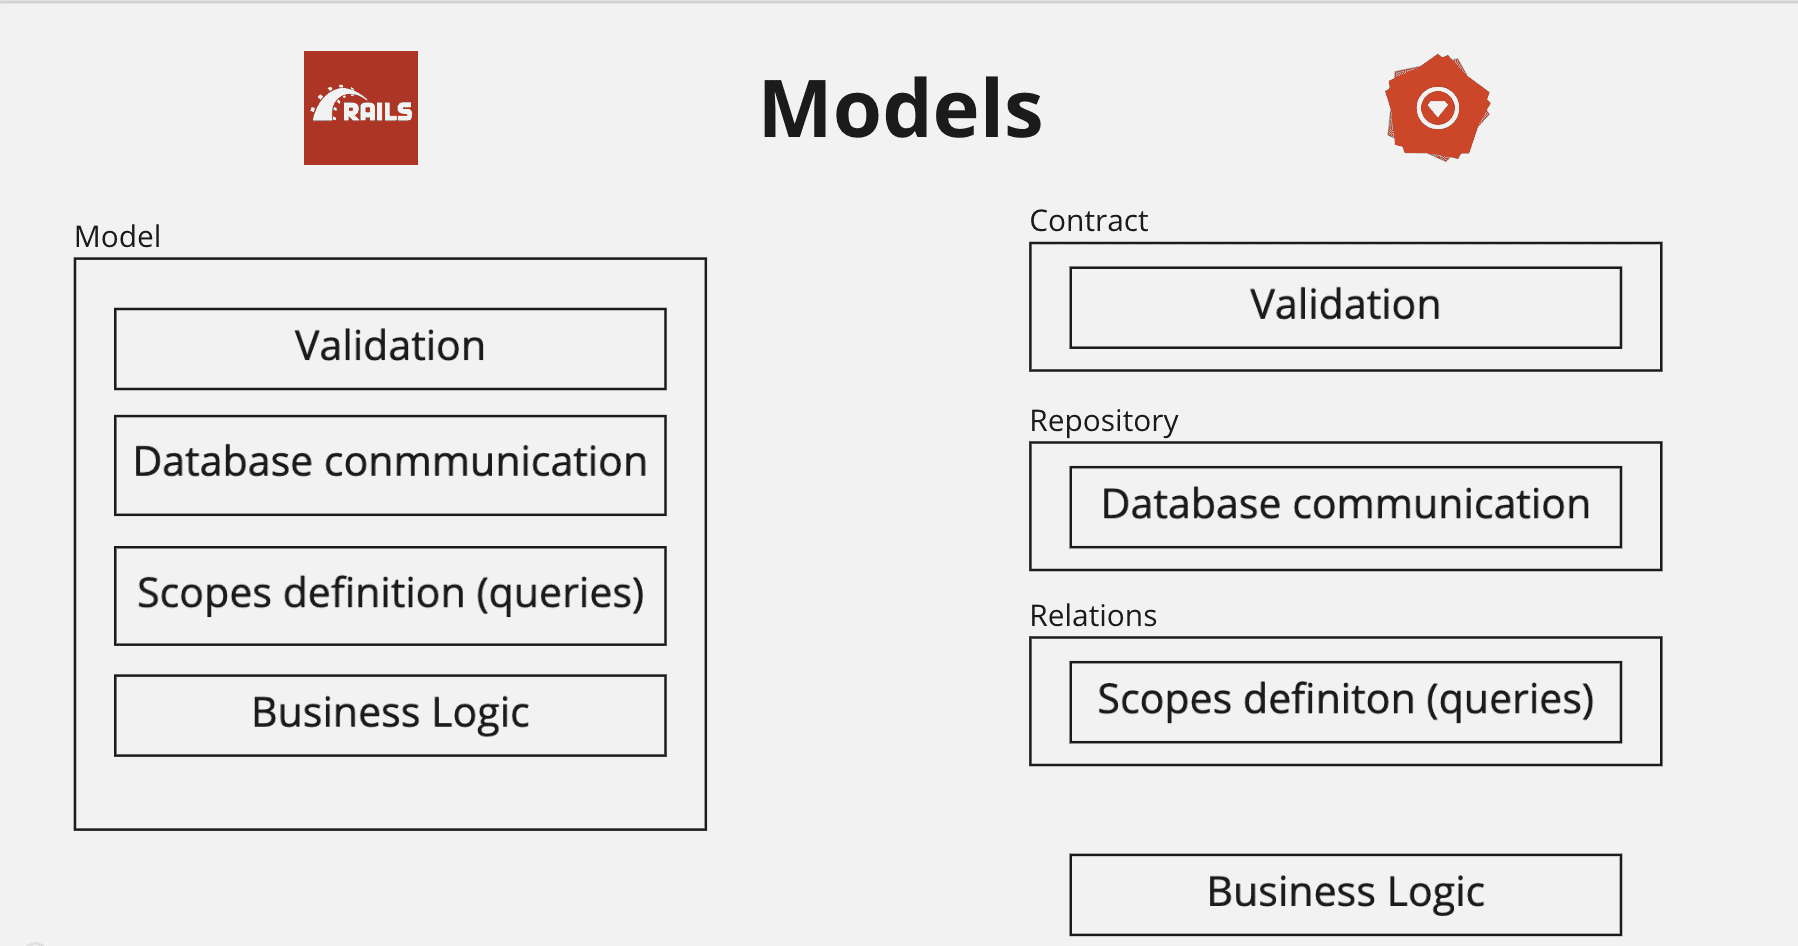 RAILS
Models
Model
Validation
Database conmmunication
Scopes definition (queries)
Business Logic
Contract
Validation
Repository
Database communication
Relations
Scopes definiton (queries)
Business Logic